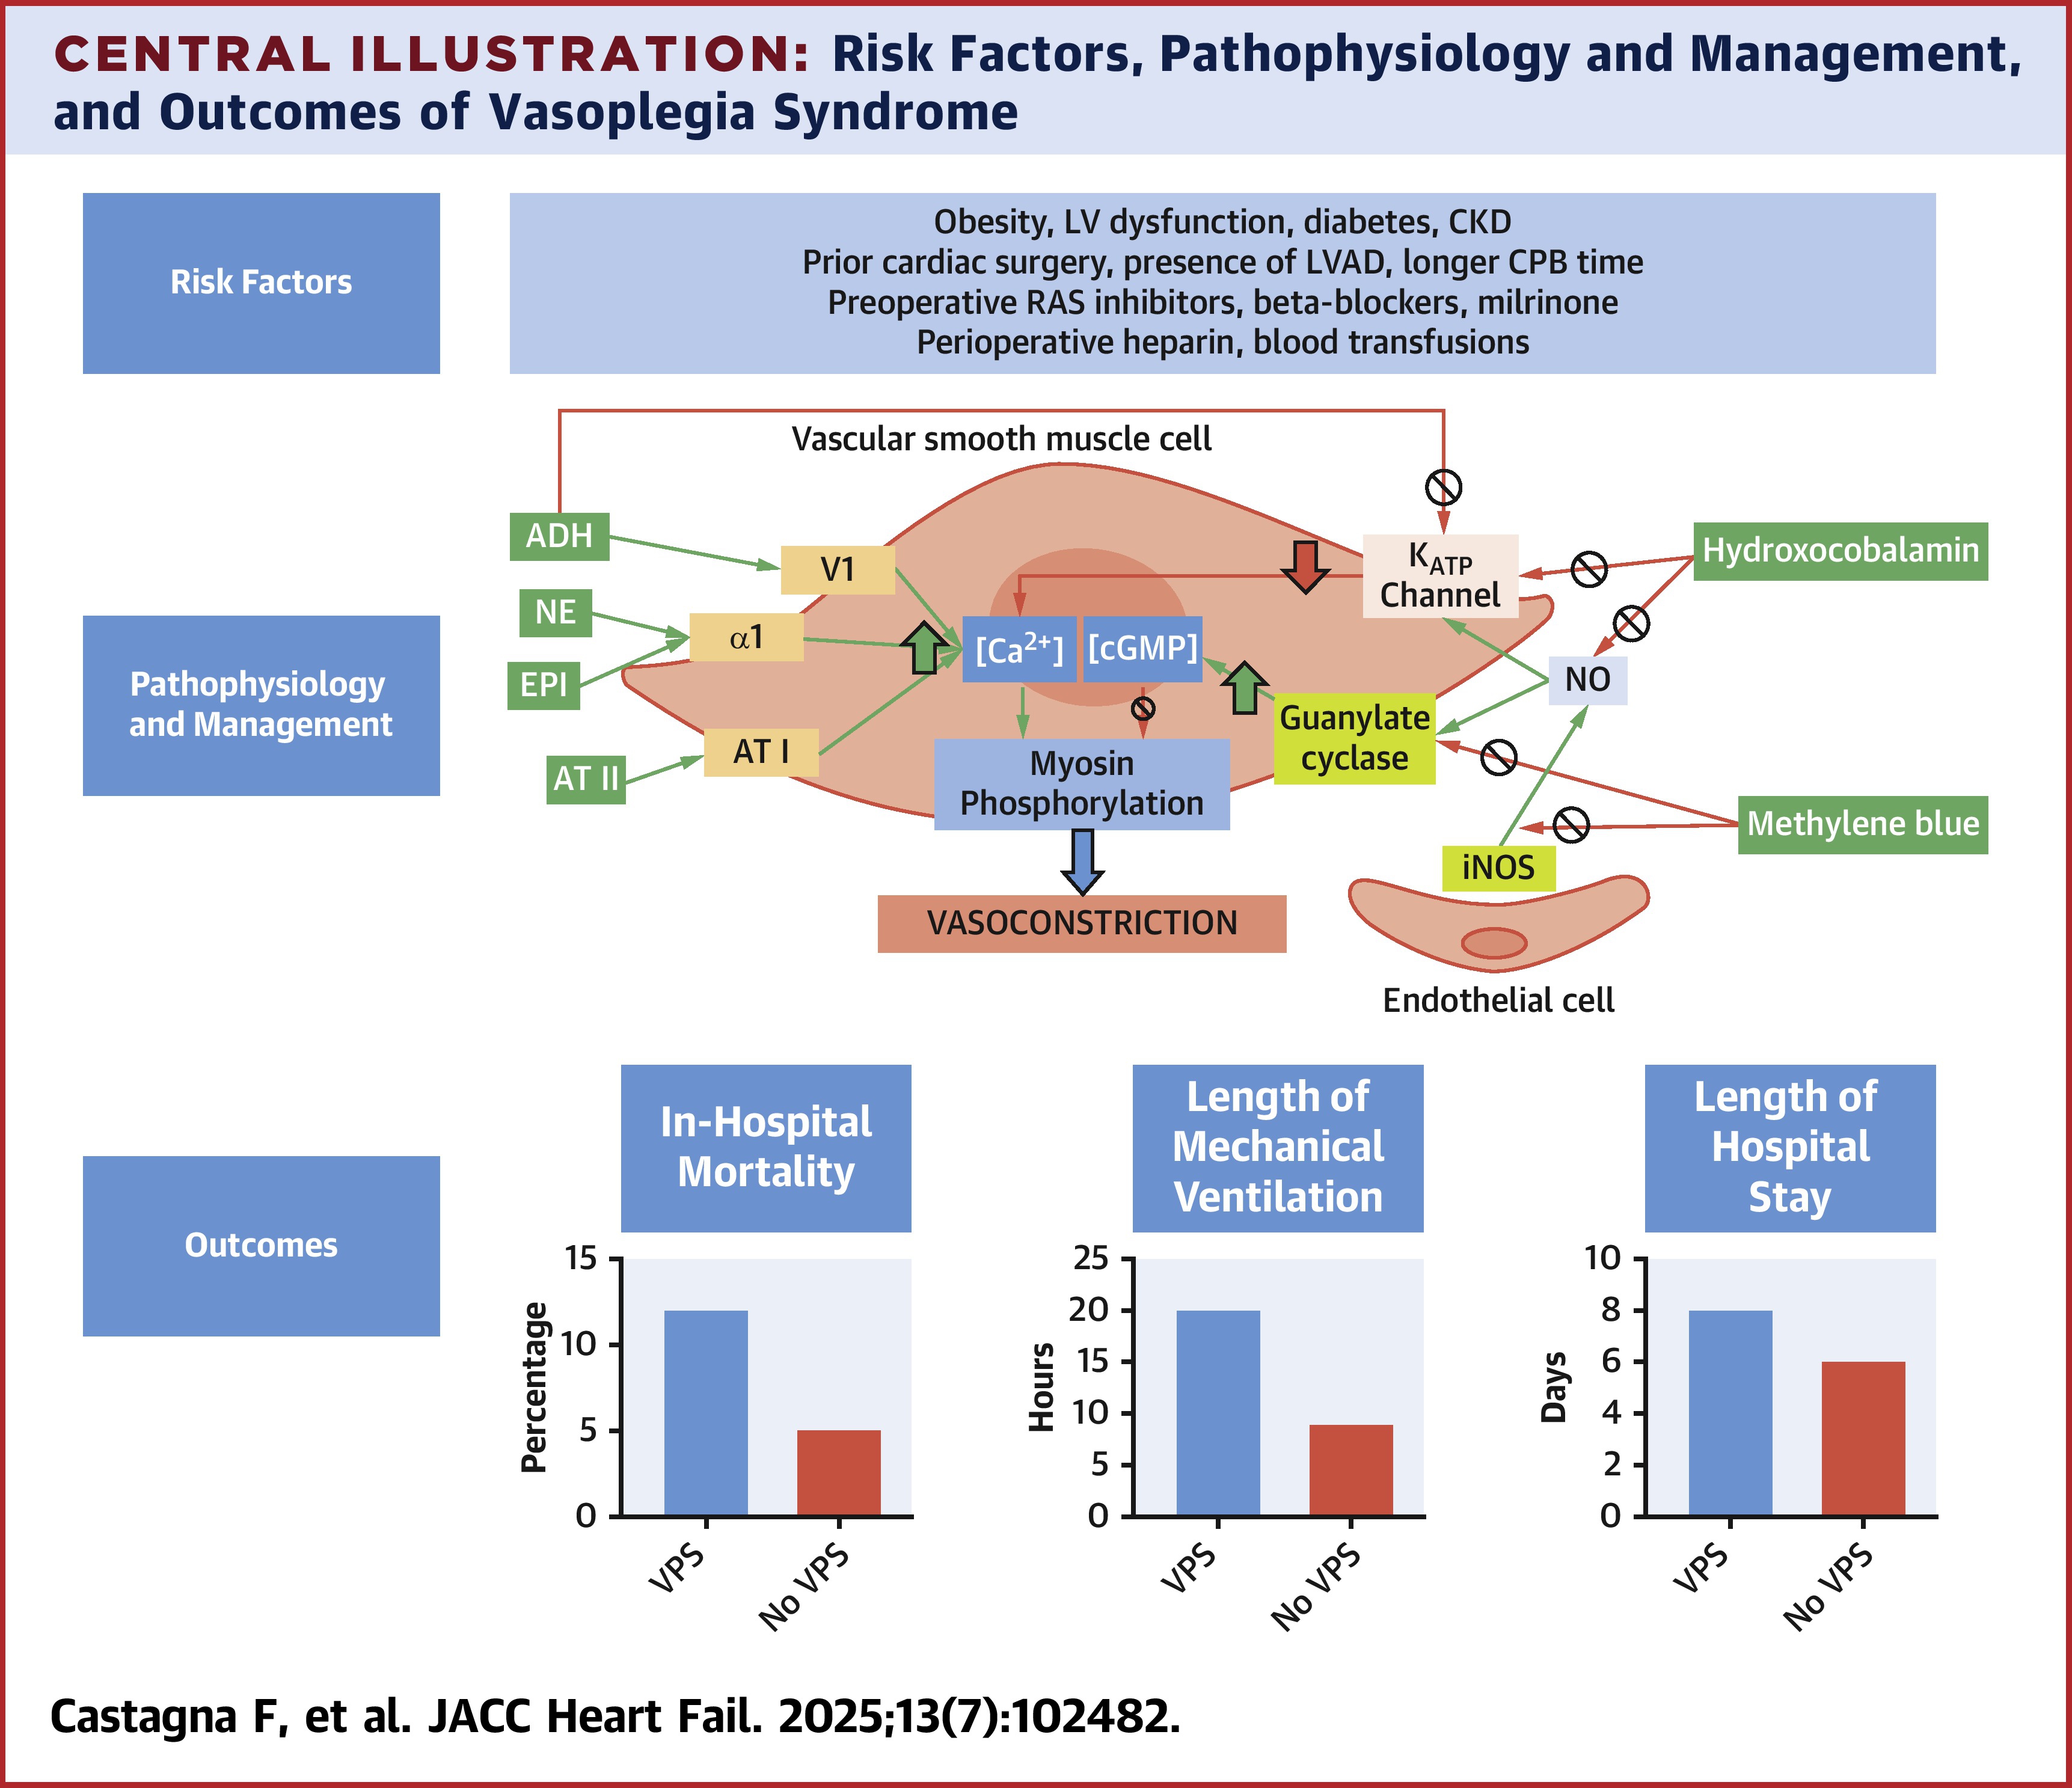 CENTRAL ILLUSTRATION: Risk Factors, Pathophysiology and Management,
and Outcomes of Vasoplegia Syndrome
Risk Factors
Obesity, LV dysfunction, diabetes, CKD
Prior cardiac surgery, presence of LVAD, longer CPB time
Preoperative RAS inhibitors, beta-blockers, milrinone
Perioperative heparin, blood transfusions
Pathophysiology
and Management
Vascular smooth muscle cell
ADH
NE
EPI
AT II
V1
α1
AT I
[Ca2+]
[cGMP]
Myosin
Phosphorylation
VASOCONSTRICTION
KATP
Channel
Guanylate
cyclase
NO
iNOS
Hydroxocobalamin
Methylene blue
Endothelial cell
Outcomes
In-Hospital
Mortality
Percentage
15
10
5
0
VPS
No VPS
Length of
Mechanical
Ventilation
Hours
25
20
15
10
5
0
VPS
No VPS
Length of
Hospital
Stay
Days
10
8
6
4
2
0
VPS
No VPS
Castagna F, et al. JACC Heart Fail. 2025;13(7):102482.